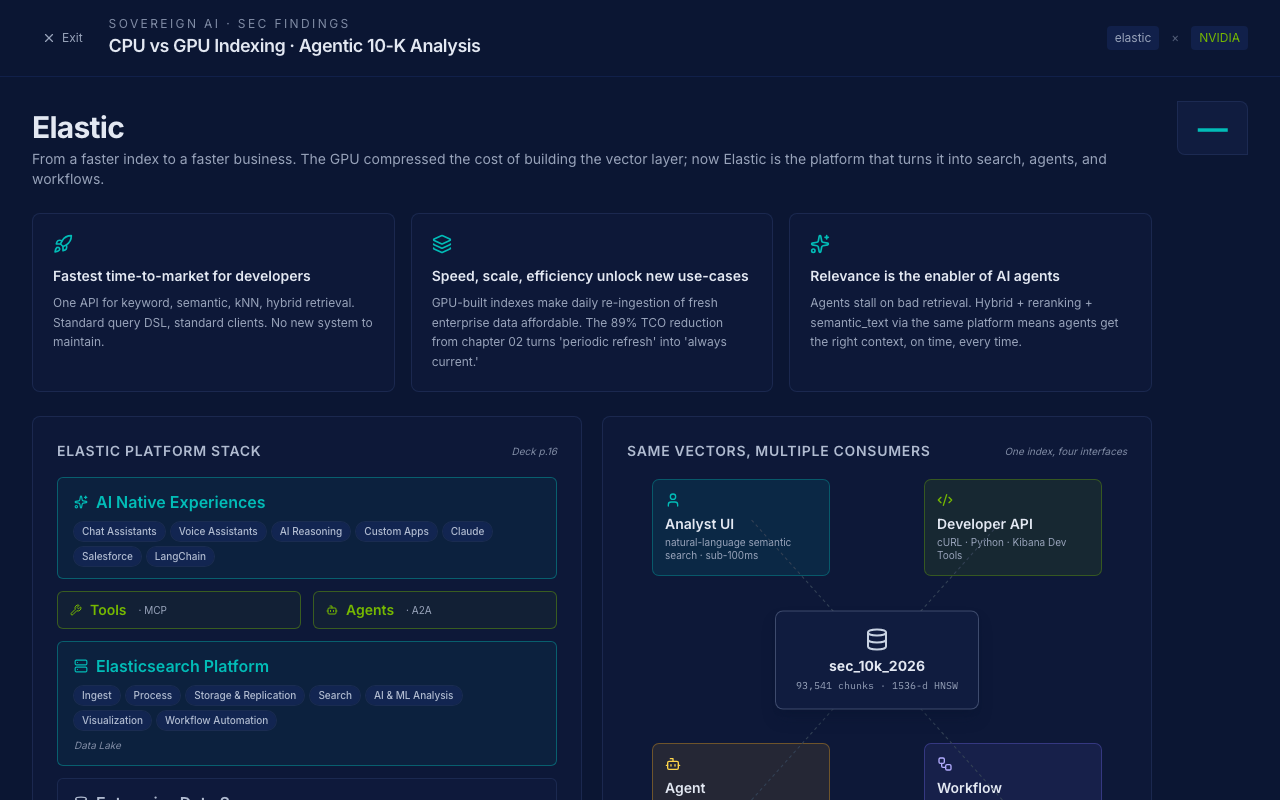 Exit
SOVEREIGN AI · SEC FINDINGS
CPU vs GPU Indexing · Agentic 10-K Analysis
elastic × NVIDIA
Elastic
From a faster index to a faster business. The GPU compressed the cost of building the vector layer; now Elastic is the platform that turns it into search, agents, and
workflows.
Fastest time-to-market for developers
One API for keyword, semantic, kNN, hybrid retrieval.
Standard query DSL, standard clients. No new system to
maintain.
Speed, scale, efficiency unlock new use-cases
GPU-built indexes make daily re-ingestion of fresh
enterprise data affordable. The 89% TCO reduction
from chapter 02 turns 'periodic refresh' into 'always
current.'
Relevance is the enabler of AI agents
Agents stall on bad retrieval. Hybrid + reranking +
semantic_text via the same platform means agents get
the right context, on time, every time.
ELASTIC PLATFORM STACK
Deck p.16
AI Native Experiences
Chat Assistants Voice Assistants AI Reasoning Custom Apps Claude
Salesforce LangChain
Tools · MCP
Agents · A2A
Elasticsearch Platform
Ingest Process Storage & Replication Search AI & ML Analysis
Visualization Workflow Automation
Data Lake
SAME VECTORS, MULTIPLE CONSUMERS
One index, four interfaces
Analyst UI
natural-language semantic
search · sub-100ms
Developer API
cURL · Python · Kibana Dev
Tools
sec_10k_2026
93,541 chunks · 1536-d HNSW
Agent
Workflow